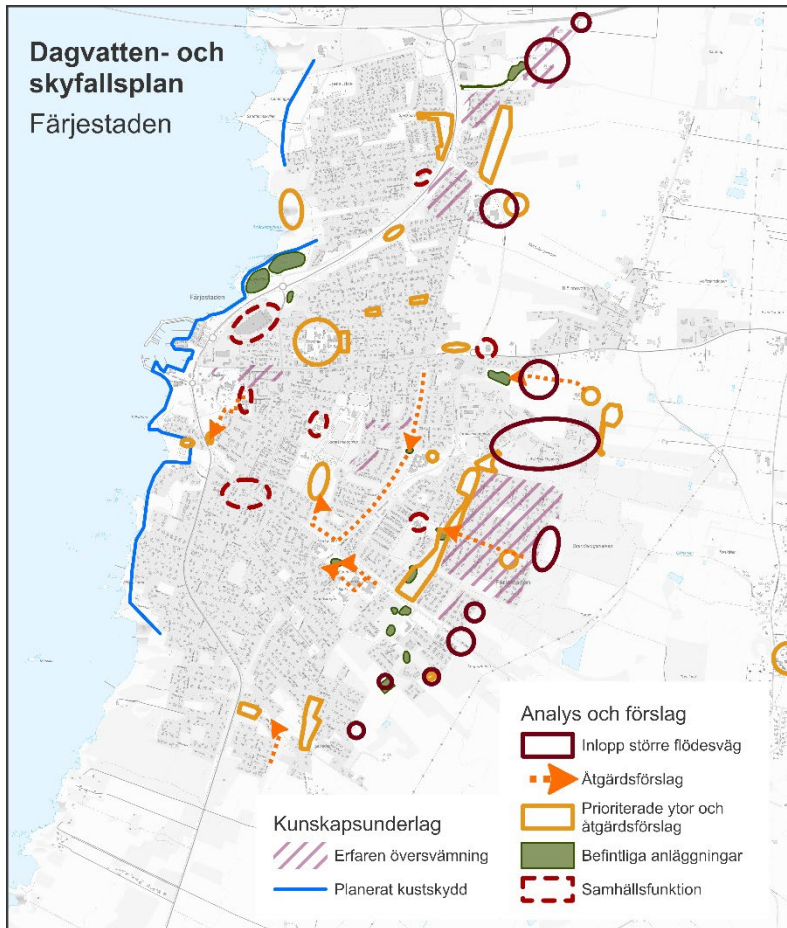 Dagvatten- och
skyfallsplan
Färjestaden
Färjestaden
Analys och förslag
Inlopp större flödesväg
Åtgärdsförslag
Prioriterade ytor och
åtgärdsförslag
Befintliga anläggningar
Samhällsfunktion
Kunskapsunderlag
Erfaren översvämning
Planerat kustskydd